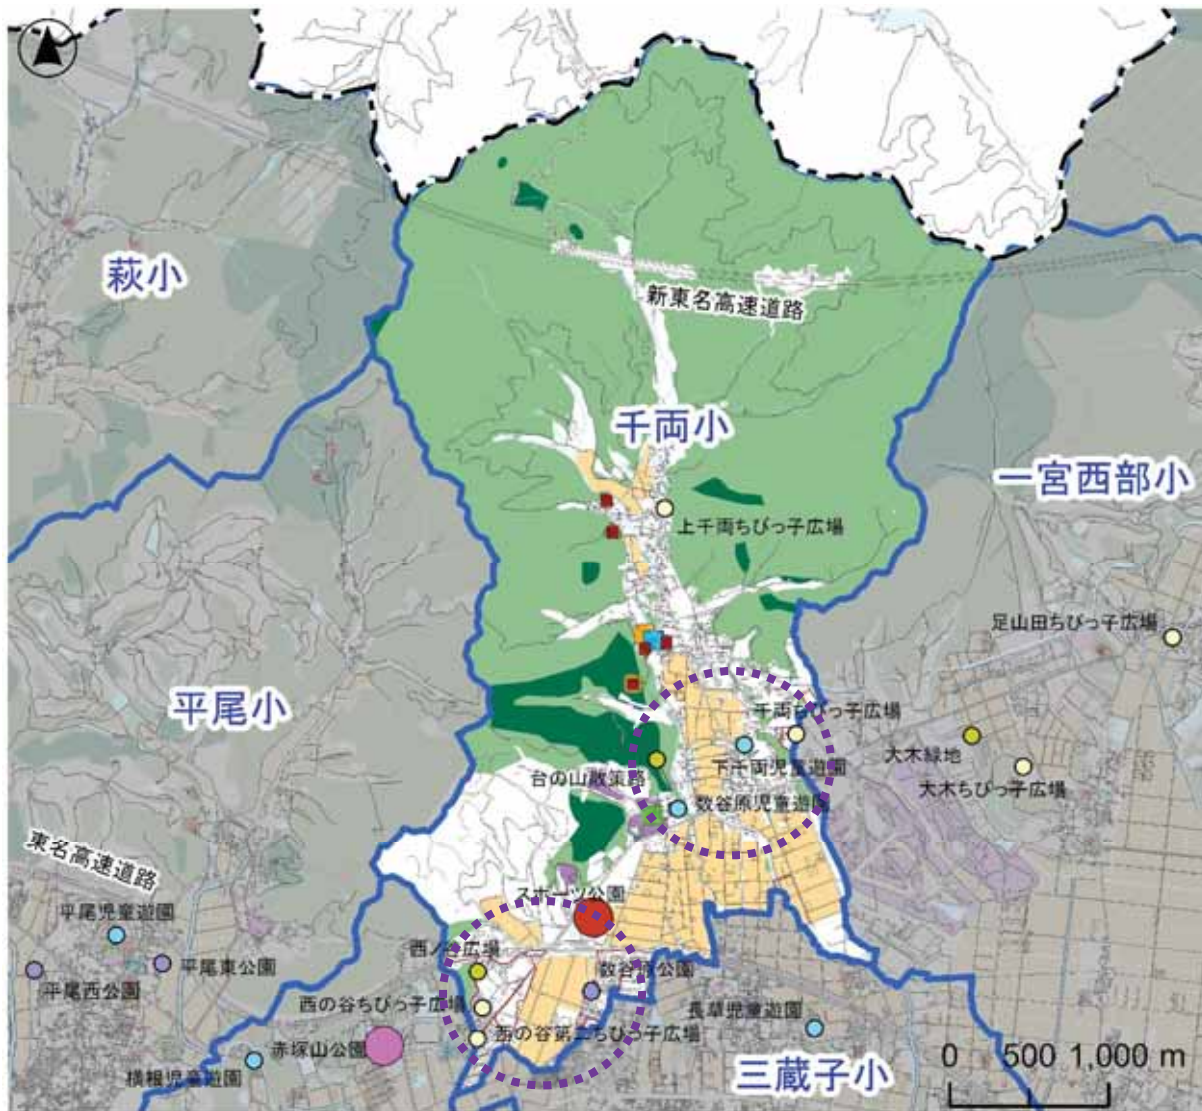 萩小
新東名高速道路
千両小
一宮西部小
上千両ちびっ子広場
足山田ちびっ子広場
平尾小
千両ちびっ子広場
大木緑地
下千両児童遊園
台の山散策路
大木ちびっ子広場
数谷原児童遊園
東名高速道路
スポーツ公園
平尾児童遊園
西ノ谷広場
平尾東公園
数谷原公園
平尾西公園
西の谷ちびっ子広場
長草児童遊園
西の谷第二ちびっ子広場
赤塚山公園
横根児童遊園
三蔵子小
0 500 1,000 m